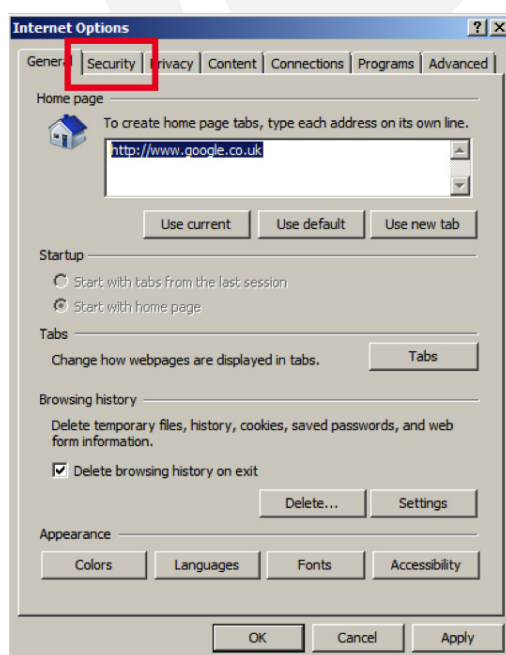 Internet Options
General Security Privacy Content Connections Programs Advanced
Home page
To create home page tabs, type each address on its own line.
http://www.google.co.uk
Use current Use default Use new tab
Startup
Start with tabs from the last session
Start with home page
Tabs
Change how webpages are displayed in tabs. Tabs
Browsing history
Delete temporary files, history, cookies, saved passwords, and web
form information.
Delete browsing history on exit
Delete... Settings
Appearance
Colors Languages Fonts Accessibility
OK Cancel Apply